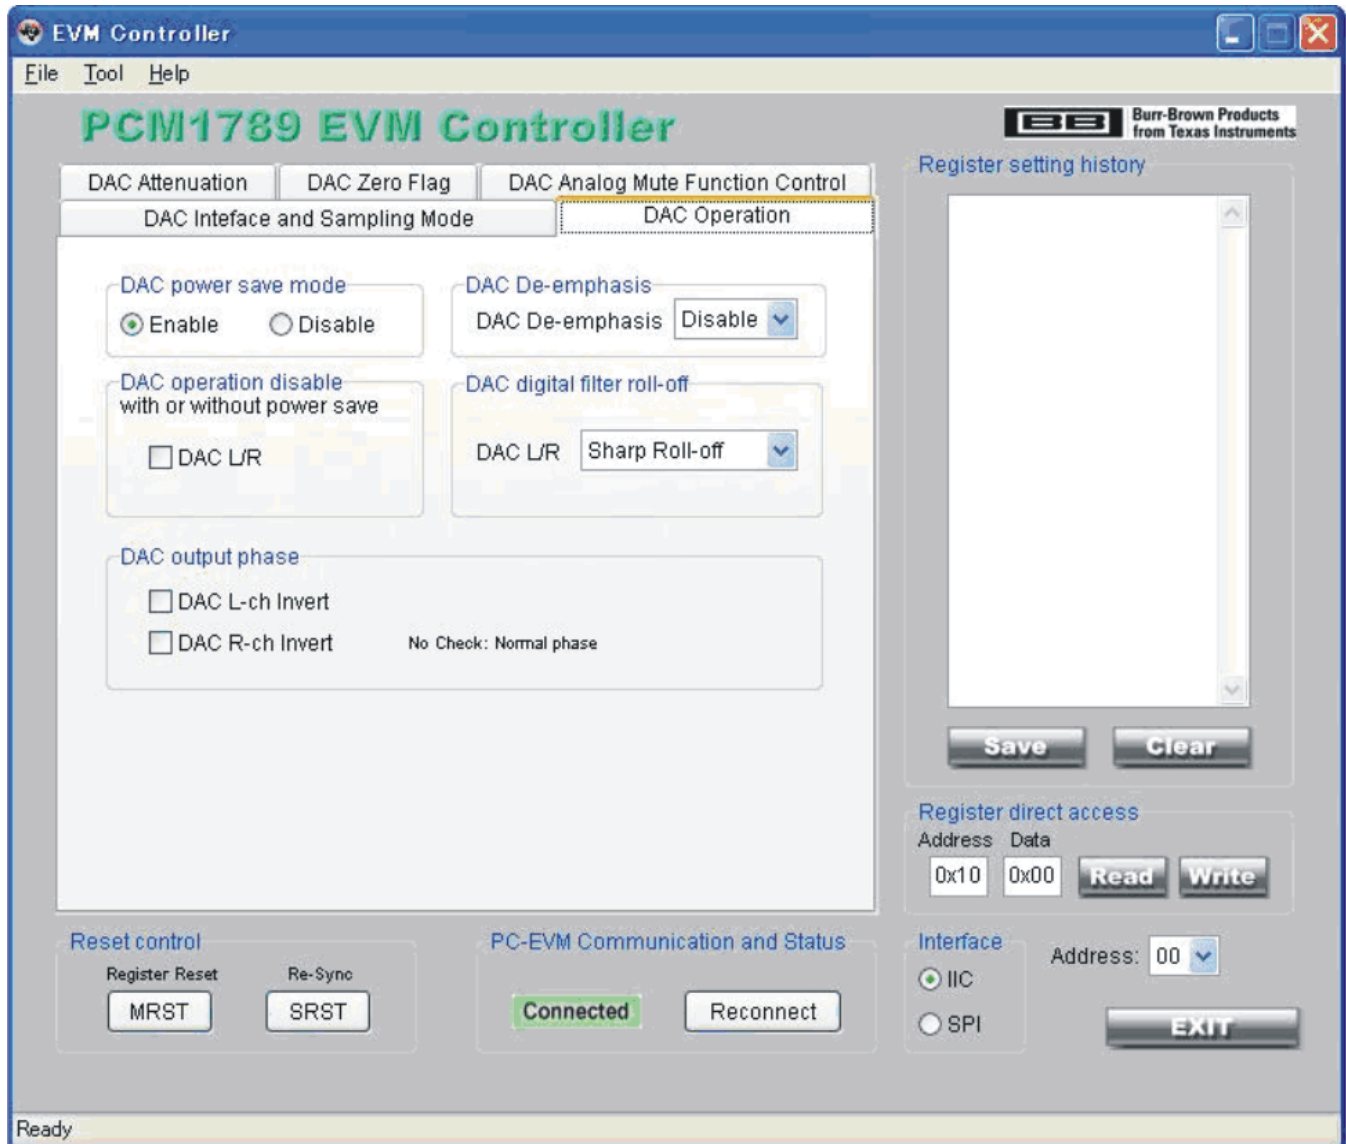 EVM Controller
File Tool Help
PCM1789 EVM Controller
BB Burr-Brown Products
from Texas Instruments
DAC Attenuation DAC Zero Flag DAC Analog Mute Function Control
DAC Inteface and Sampling Mode DAC Operation
DAC power save mode
Enable Disable
DAC De-emphasis
DAC De-emphasis Disable
DAC operation disable
with or without power save
DAC L/R
DAC digital filter roll-off
DAC L/R Sharp Roll-off
DAC output phase
DAC L-ch Invert
DAC R-ch Invert No Check: Normal phase
Register setting history
Save Clear
Register direct access
Address Data
0x10 0x00 Read Write
Reset control
Register Reset Re-Sync
MRST SRST
PC-EVM Communication and Status
Connected Reconnect
Interface
IIC
SPI
Address: 00
EXIT
Ready